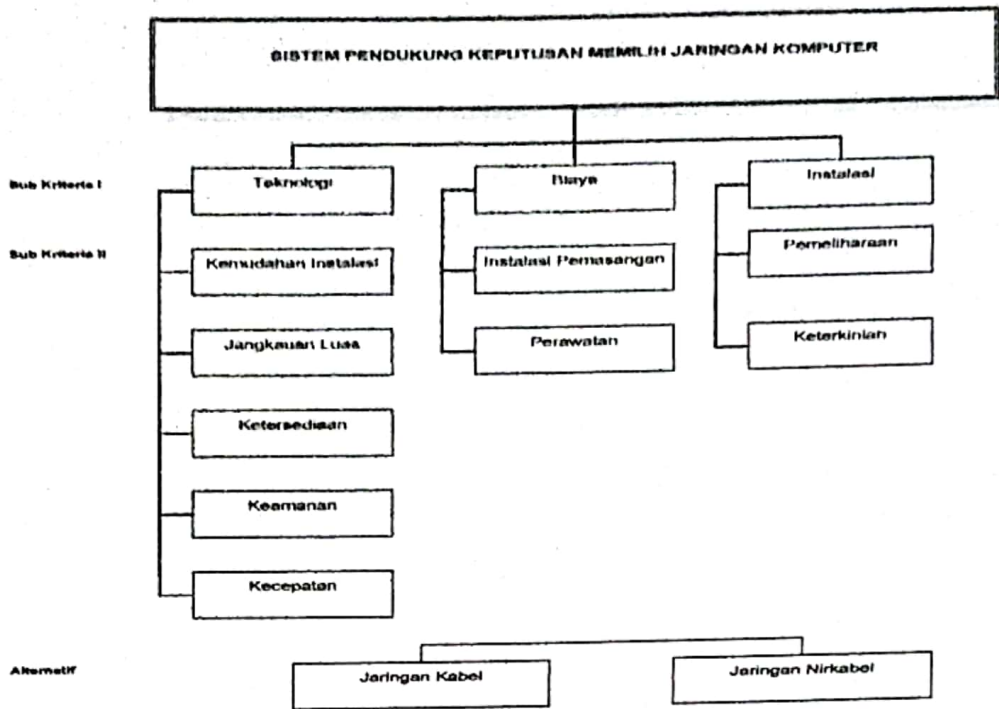 SISTEM PENDUKUNG KEPUTUSAN MEMILIH JARINGAN KOMPUTER
Sub Kriteria I
Teknologi
Biaya
Instalasi
Sub Kriteria II
Kemudahan Instalasi
Instalasi Pemasangan
Pemeliharaan
Jangkauan Luas
Perawatan
Keterkiniah
Ketersediaan
Keamanan
Kecepatan
Alternatif
Jaringan Kabel
Jaringan Nirkabel